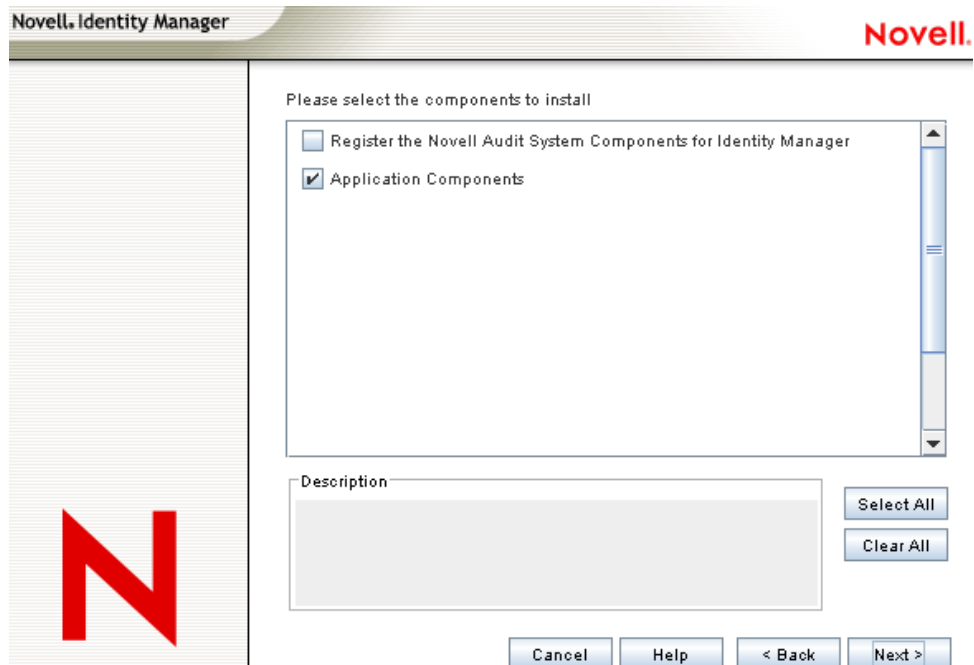 Novell. Identity Manager
Novell.
Please select the components to install
Register the Novell Audit System Components for Identity Manager
Application Components
Description
Select All
Clear All
N
Cancel
Help
< Back
Next >